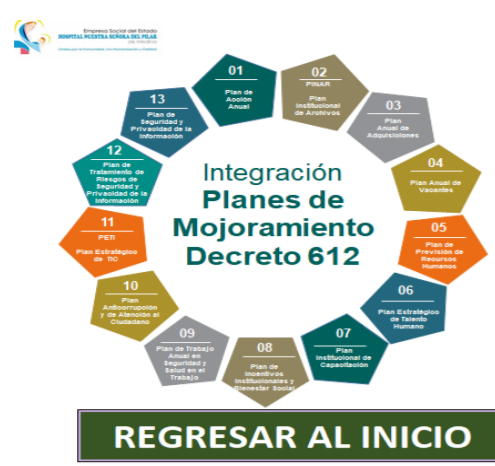 Empresa Social del Estado
HOSPITAL NUESTRA SEÑORA DEL PILAR
Integración
Planes de
Mojoramiento
Decreto 612
01
Plan de
Acción
Anual
02
PINAR
Plan
Institucional
de Archivos
03
Plan
Anual de
Adquisiciones
04
Plan Anual de
Vacantes
05
Plan de
Previsión de
Recursos
Humanos
06
Plan Estratégico
de Talento
Humano
07
Plan
Institucional de
Capacitación
08
Plan de
Incentivos
Institucionales y
Bienestar Social
09
Plan de Trabajo
Anual en
Seguridad y
Salud en el
Trabajo
10
Plan
Anticorrupción
y de Atención al
Ciudadano
11
PETI
Plan Estratégico
de TIC
12
Plan de
Tratamiento de
Riesgos de
Seguridad y
Privacidad de la
Información
13
Plan de
Seguridad y
Privacidad de la
Información
REGRESAR AL INICIO